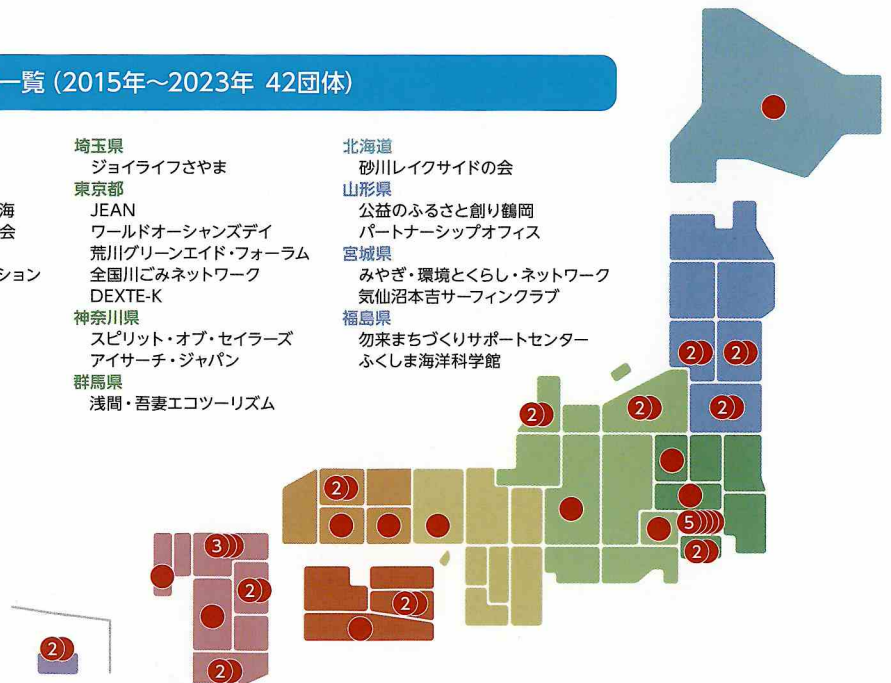 一覧 (2015年～2023年 42団体)
海
会
ション
埼玉県
ジョイライフさやま
東京都
JEAN
ワールドオーシャンズデイ
荒川グリーンエイド・フォーラム
全国川ごみネットワーク
DEXTE-K
神奈川県
スピリット・オブ・セイラーズ
アイサーチ・ジャパン
群馬県
浅間・吾妻エコツーリズム
北海道
砂川レイクサイドの会
山形県
公益のふるさと創り鶴岡
パートナーシップオフィス
宮城県
みやぎ・環境とくらし・ネットワーク
気仙沼本吉サーフィンクラブ
福島県
勿来まちづくりサポートセンター
ふくしま海洋科学館
2
2
2
2
2
5
2
2
3
2
2
2
2